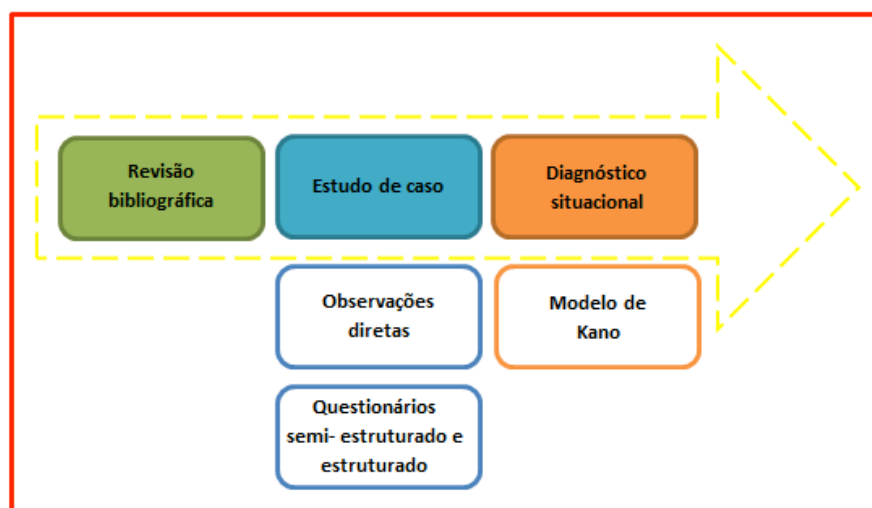 Revisão
bibliográfica
Estudo de caso
Diagnóstico
situacional
Observações
diretas
Modelo de
Kano
Questionários
semi- estruturado e
estruturado